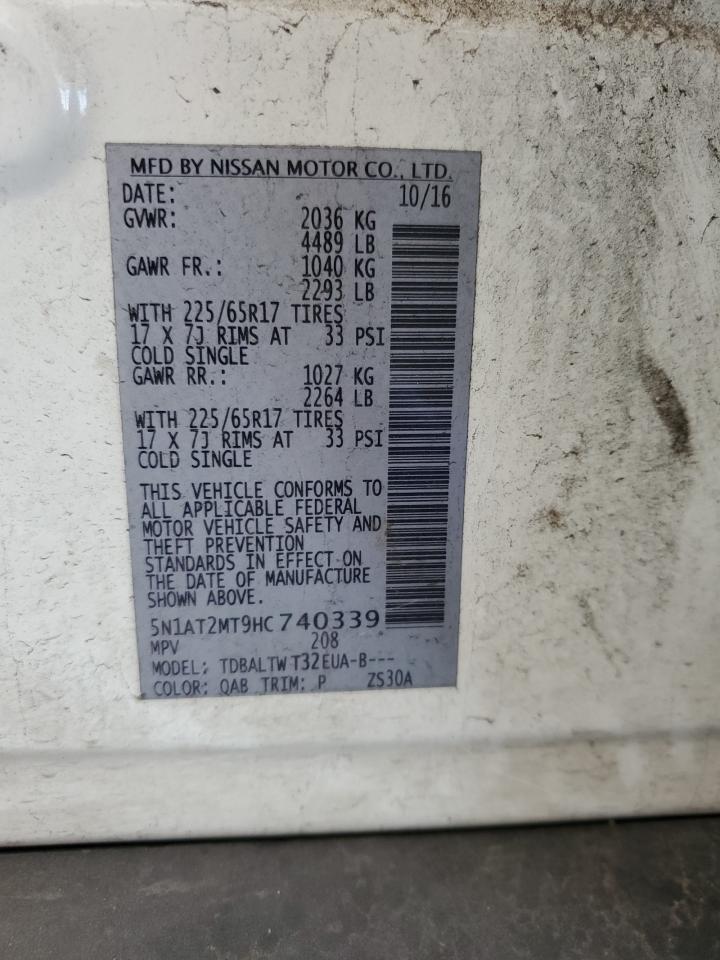 MFD BY NISSAN MOTOR CO., LTD.
DATE: 10/16
GVWR: 2036 KG
4489 LB
GAWR FR.: 1040 KG
2293 LB
WITH 225/65R17 TIRES
17 X 7J RIMS AT 33 PSI
COLD SINGLE
GAWR RR.: 1027 KG
2264 LB
WITH 225/65R17 TIRES
17 X 7J RIMS AT 33 PSI
COLD SINGLE
THIS VEHICLE CONFORMS TO
ALL APPLICABLE FEDERAL
MOTOR VEHICLE SAFETY AND
THEFT PREVENTION
STANDARDS IN EFFECT ON
THE DATE OF MANUFACTURE
SHOWN ABOVE.
5N1AT2MT9HC740339
MPV 208
MODEL: TDBALTWT32EUA-B---
COLOR: QAB TRIM: P ZS30A